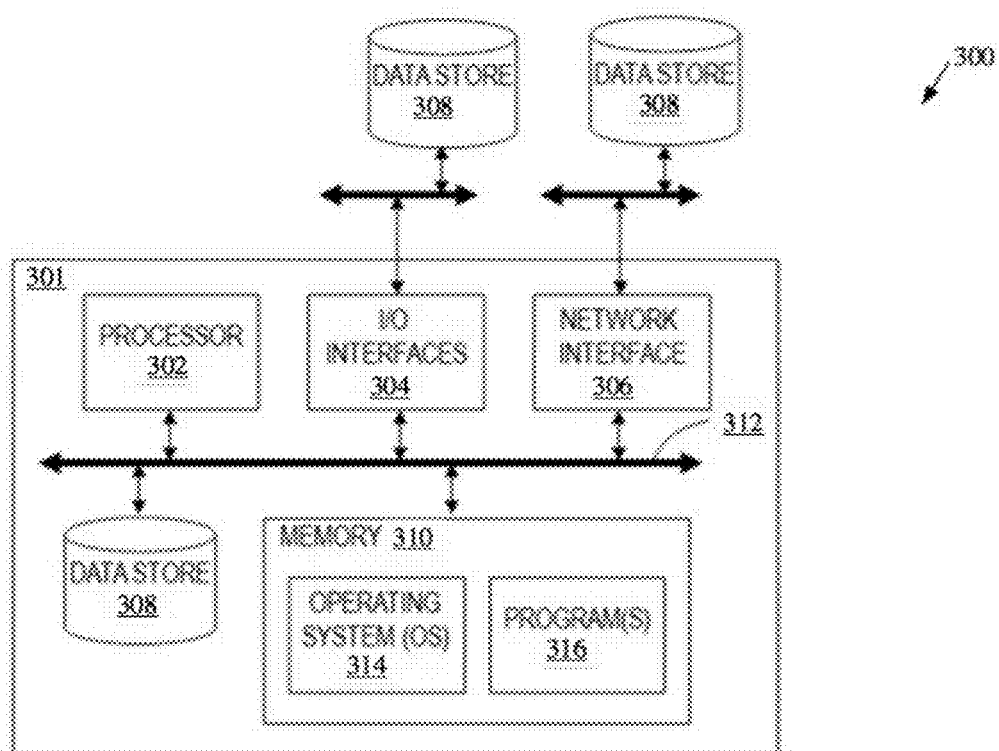 DATA STORE
308
DATA STORE
308
300
301
PROCESSOR
302
I/O
INTERFACES
304
NETWORK
INTERFACE
306
312
DATA STORE
308
MEMORY 310
OPERATING
SYSTEM (OS)
314
PROGRAM(S)
316